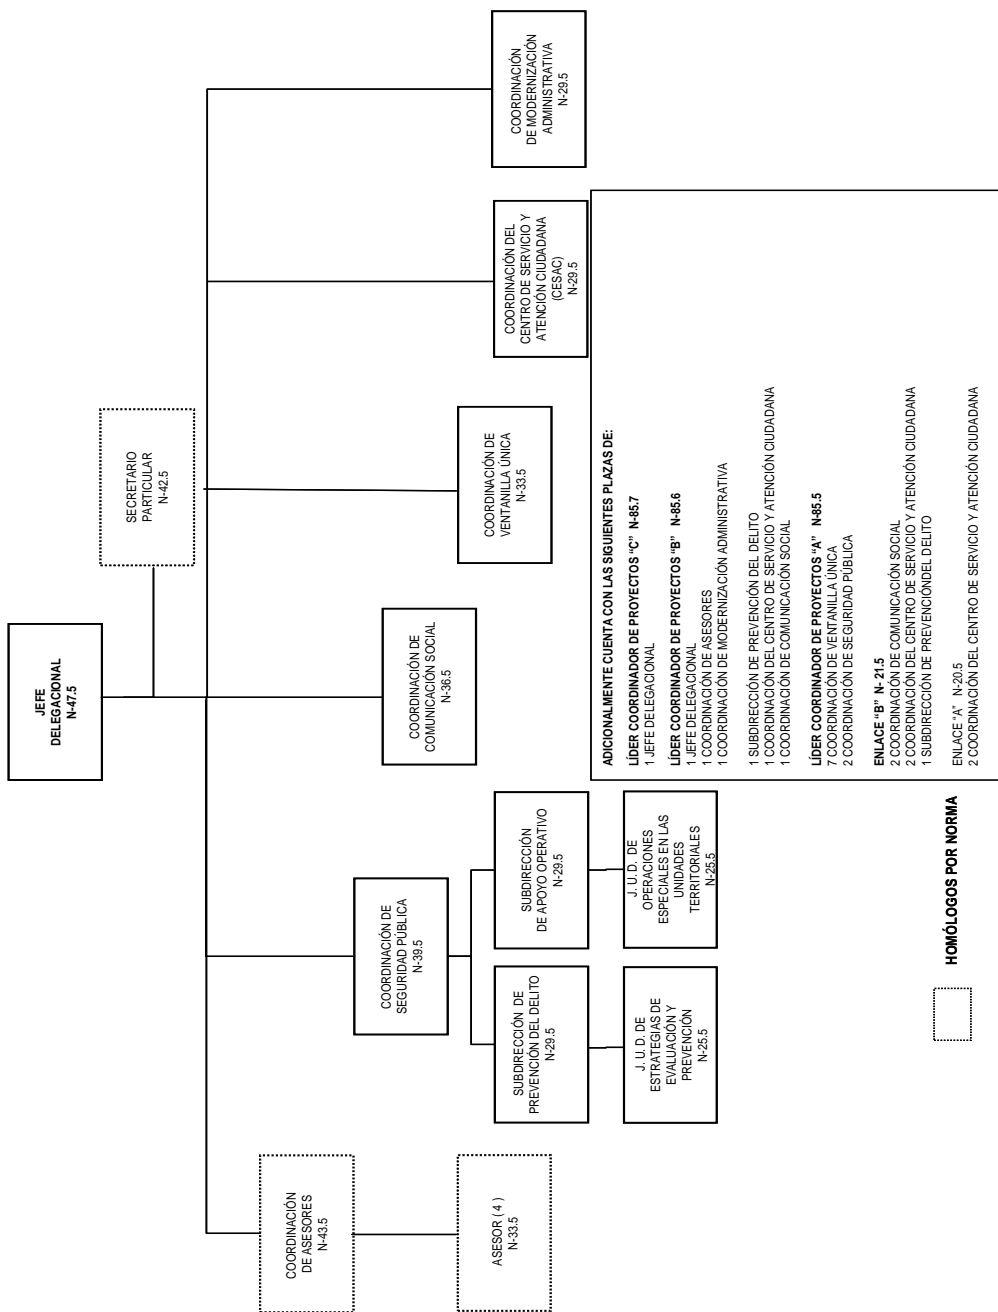 JEFE
DELEGACIONAL
N-47.5
SECRETARIO
PARTICULAR
N-42.5
COORDINACIÓN
DE ASESORES
N-43.5
ASESOR ( 4 )
N-33.5
COORDINACIÓN DE
SEGURIDAD PÚBLICA
N-39.5
SUBDIRECCIÓN DE
PREVENCIÓN DEL DELITO
N-29.5
J. U.D. DE
ESTRATEGIAS DE
EVALUACIÓN Y
PREVENCIÓN
N-25.5
SUBDIRECCIÓN
DE APOYO OPERATIVO
N-29.5
J. U. D. DE
OPERACIONES
ESPECIALES EN LAS
UNIDADES
TERRITORIALES
N-25.5
COORDINACIÓN DE
COMUNICACIÓN SOCIAL
N-36.5
COORDINACIÓN DE
VENTANILLA ÚNICA
N-33.5
COORDINACIÓN DEL
CENTRO DE SERVICIO Y
ATENCIÓN CIUDADANA
(CESAC)
N-29.5
COORDINACIÓN
DE MODERNIZACIÓN
ADMINISTRATIVA
N-29.5
ADICIONALMENTE CUENTA CON LAS SIGUIENTES PLAZAS DE:
LÍDER COORDINADOR DE PROYECTOS "C" N-85.7
1 JEFE DELEGACIONAL
LÍDER COORDINADOR DE PROYECTOS "B" N-85.6
1 JEFE DELEGACIONAL
1 COORDINACIÓN DE ASESORES
1 COORDINACIÓN DE MODERNIZACIÓN ADMINISTRATIVA
1 SUBDIRECCIÓN DE PREVENCIÓN DEL DELITO
1 COORDINACIÓN DEL CENTRO DE SERVICIO Y ATENCIÓN CIUDADANA
1 COORDINACIÓN DE COMUNICACIÓN SOCIAL
LÍDER COORDINADOR DE PROYECTOS "A" N-85.5
7 COORDINACIÓN DE VENTANILLA ÚNICA
2 COORDINACIÓN DE SEGURIDAD PÚBLICA
ENLACE "B" N- 21.5
2 COORDINACIÓN DE COMUNICACIÓN SOCIAL
2 COORDINACIÓN DEL CENTRO DE SERVICIO Y ATENCIÓN CIUDADANA
1 SUBDIRECCIÓN DE PREVENCIÓNDEL DELITO
ENLACE "A" N-20.5
2 COORDINACIÓN DEL CENTRO DE SERVICIO Y ATENCIÓN CIUDADANA
HOMÓLOGOS POR NORMA